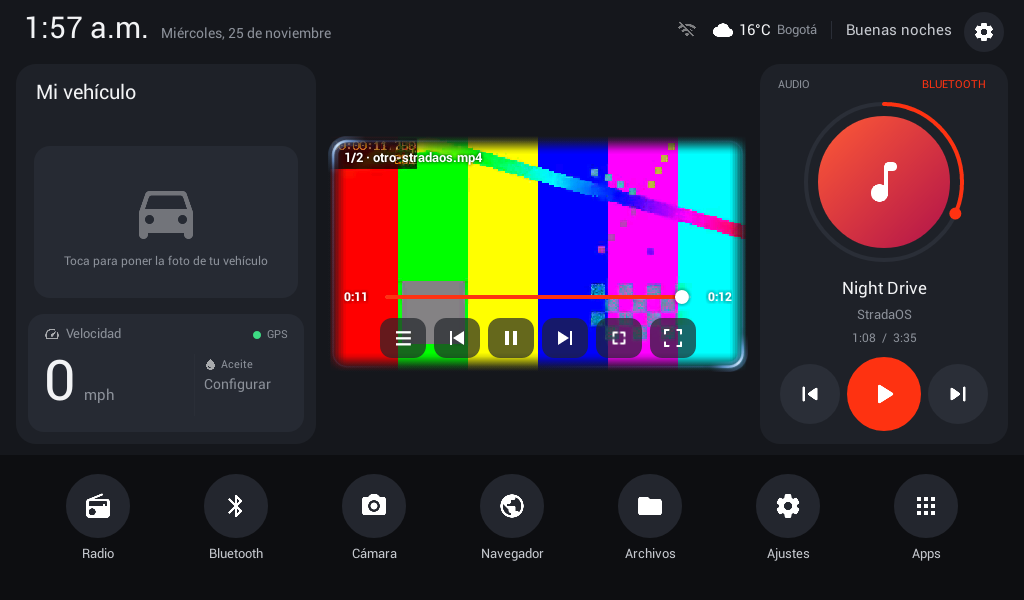 1:57 a.m.
Miércoles, 25 de noviembre
16°C Bogotá
Buenas noches
Mi vehículo
Toca para poner la foto de tu vehículo
Velocidad
GPS
0 mph
Aceite
Configurar
1/2 · otro-stradaos.mp4
0:11
0:12
AUDIO
BLUETOOTH
Night Drive
StradaOS
1:08 / 3:35
Radio
Bluetooth
Cámara
Navegador
Archivos
Ajustes
Apps